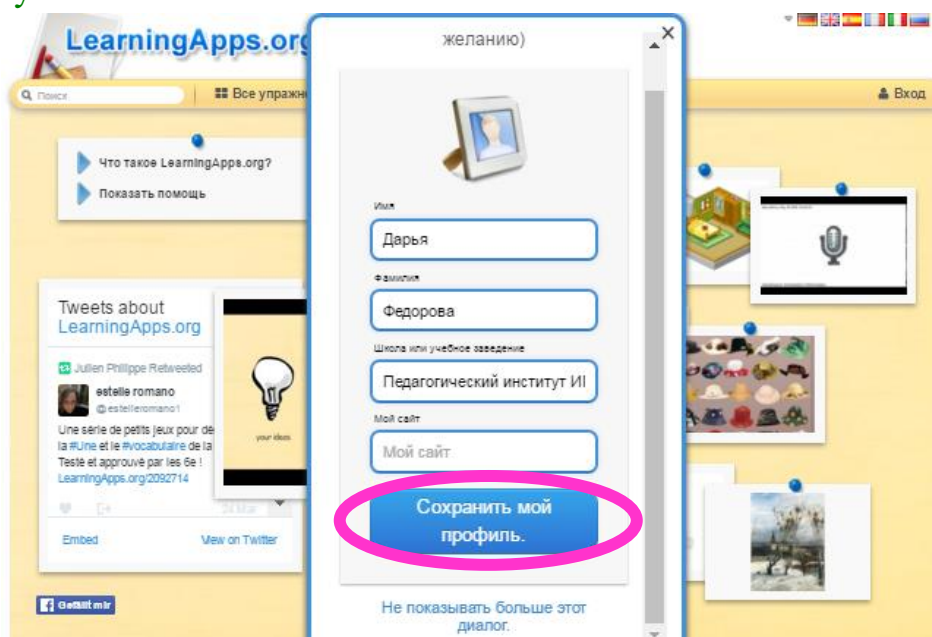 LearningApps.org
Поиск
Все упражн
Вход
Что такое LearningApps.org?
Показать помощь
Tweets about
LearningApps.org
Julien Philippe Retweeted
estelle romano
@estelleromano1
Une série de petits jeux pour de
la #Une et le #vocabulaire de la
Testé et approuvé par les 6e !
LearningApps.org/2092714
24 Mar
Embed
View on Twitter
Gefällt mir
your ideas
желанию)
Имя
Дарья
Фамилия
Федорова
Школа или учебное заведение
Педагогический институт ИГ
Мой сайт
Мой сайт
Сохранить мой
профиль.
Не показывать больше этот
диалог.